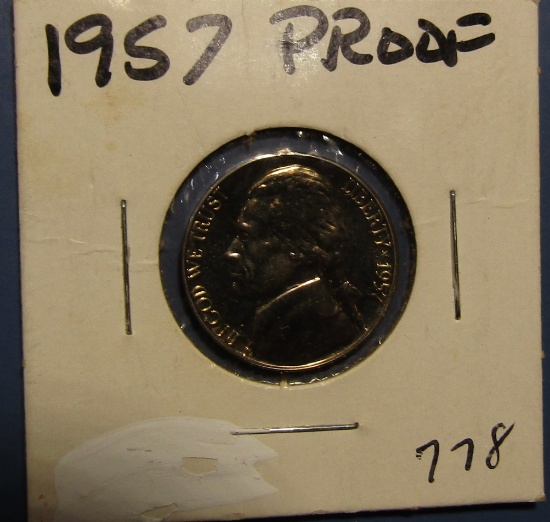 1957 PROOF
IN GOD WE TRUST
LIBERTY ★ 1957
778